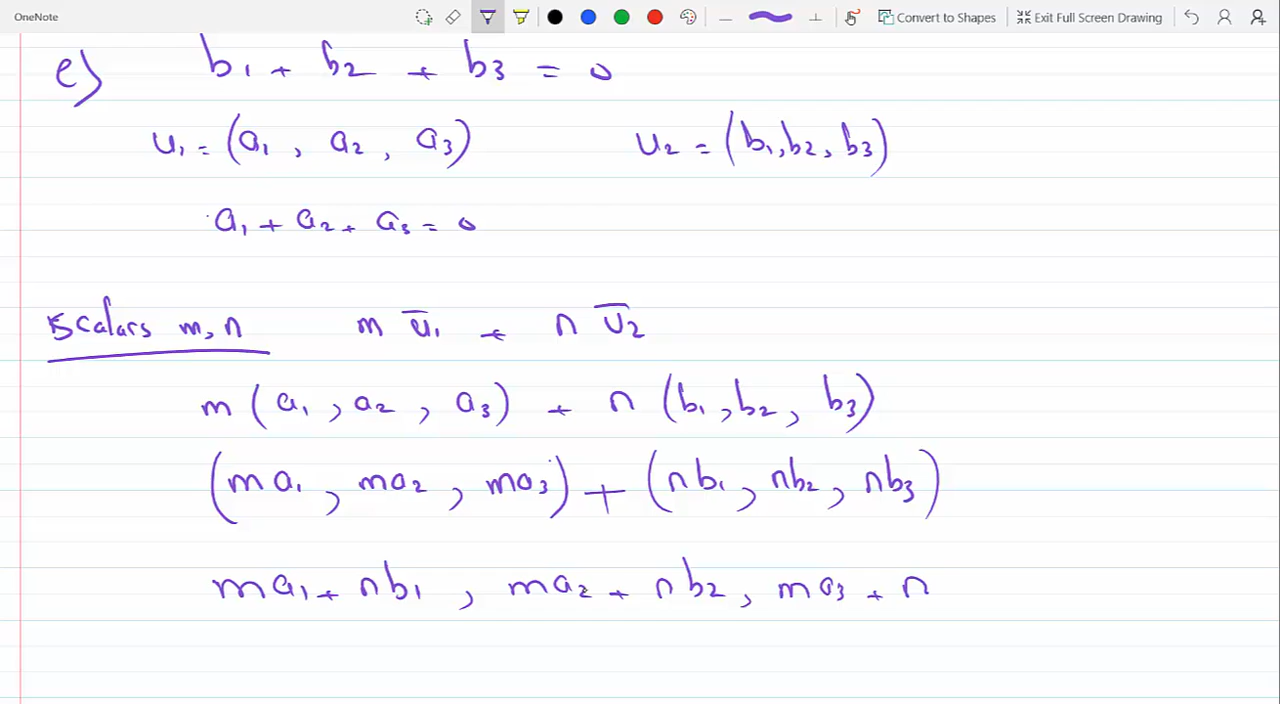 OneNote
Convert to Shapes
Exit Full Screen Drawing
e) b1 + b2 + b3 = 0
u1 = (a1 , a2 , a3) u2 = (b1, b2, b3)
a1 + a2 + a3 = 0
Scalars m, n m u̅1 + n u̅2
m (a1 , a2 , a3) + n (b1 , b2 , b3)
(ma1 , ma2 , ma3) + (nb1 , nb2 , nb3)
ma1 + nb1 , ma2 + nb2 , ma3 + n